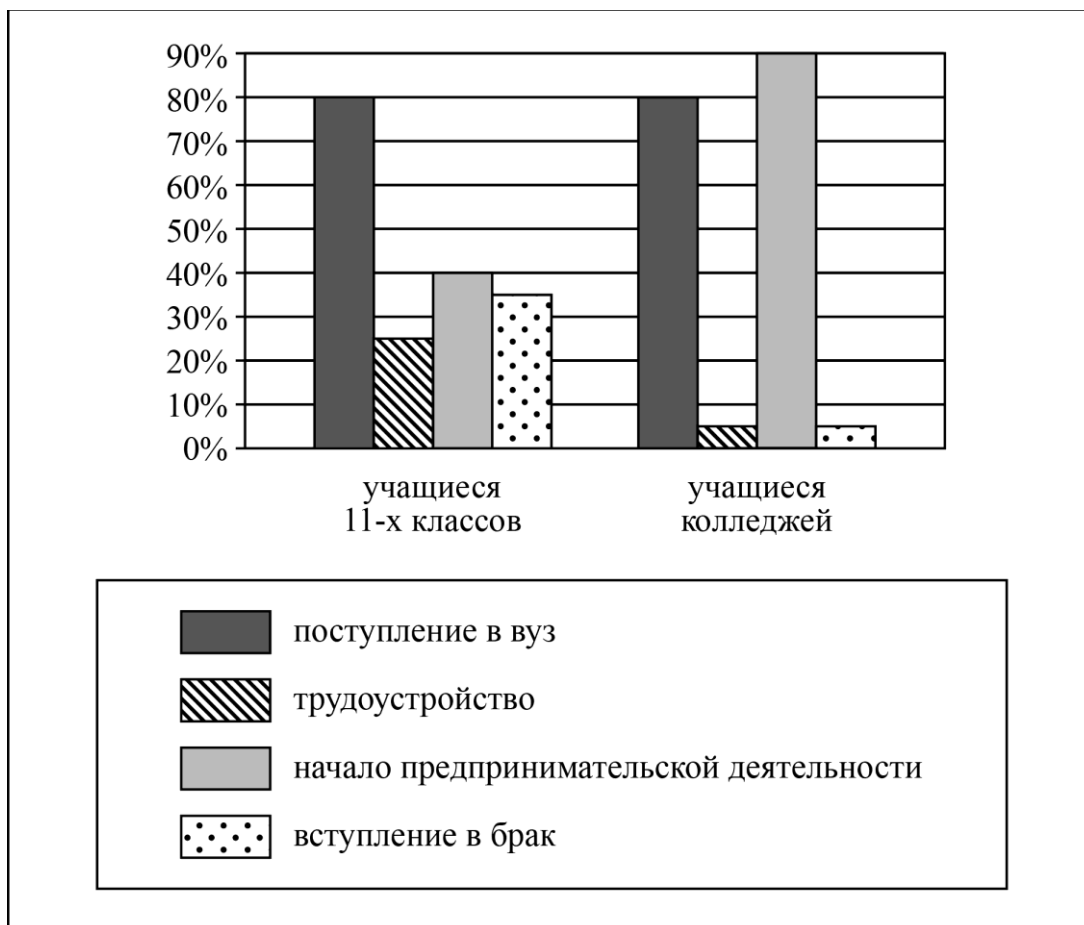 90%
80%
70%
60%
50%
40%
30%
20%
10%
0%
учащиеся
11-х классов
учащиеся
колледжей
поступление в вуз
трудоустройство
начало предпринимательской деятельности
вступление в брак